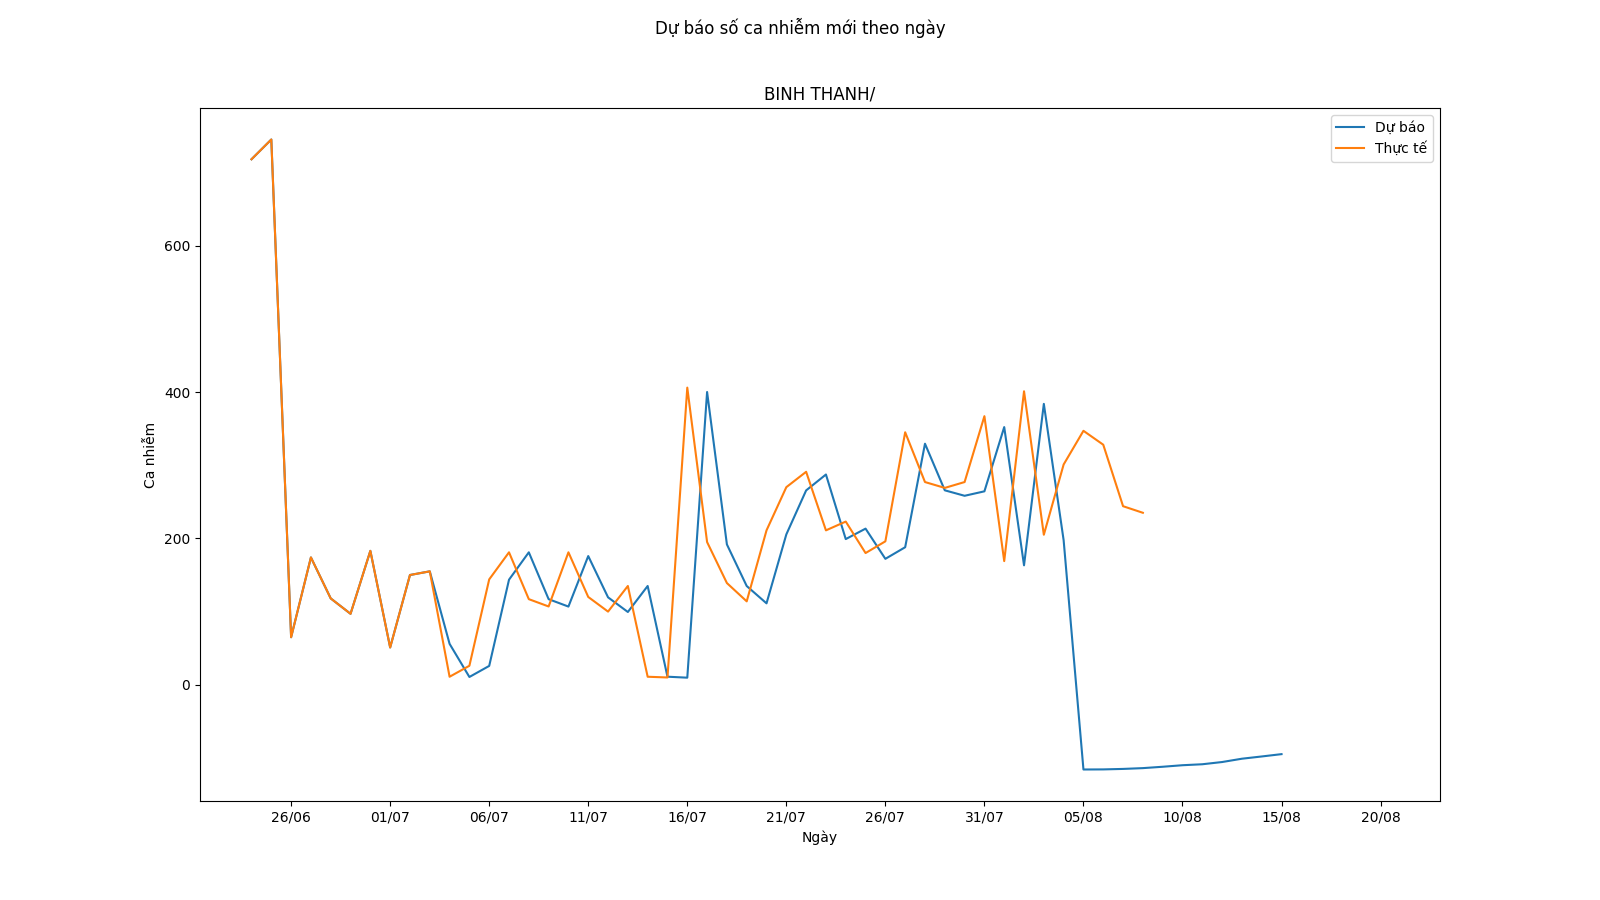 Dự báo số ca nhiễm mới theo ngày
BINH THANH/
Dự báo
Thực tế
600
400
200
0
Ca nhiễm
26/06 01/07 06/07 11/07 16/07 21/07 26/07 31/07 05/08 10/08 15/08 20/08
Ngày